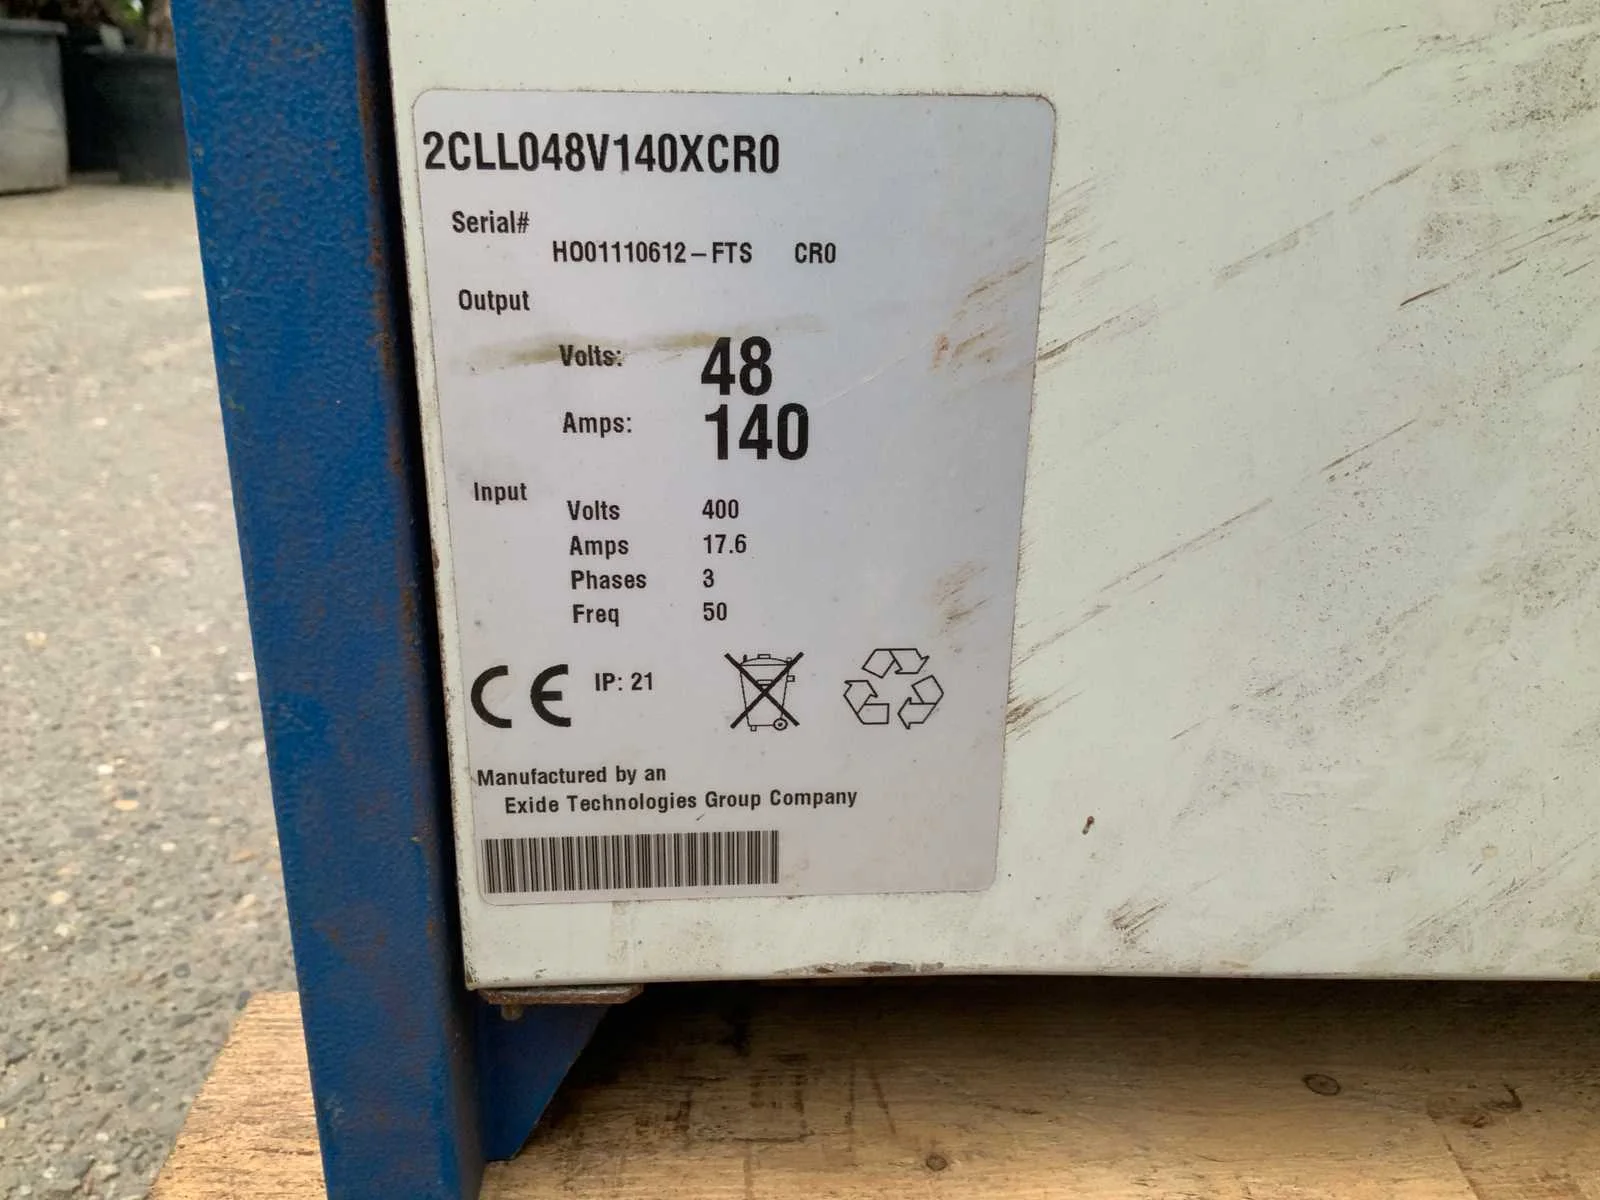 2CLL048V140XCR0
Serial#
HO01110612-FTS CR0
Output
Volts: 48
Amps: 140
Input
Volts 400
Amps 17.6
Phases 3
Freq 50
CE IP: 21
Manufactured by an
Exide Technologies Group Company